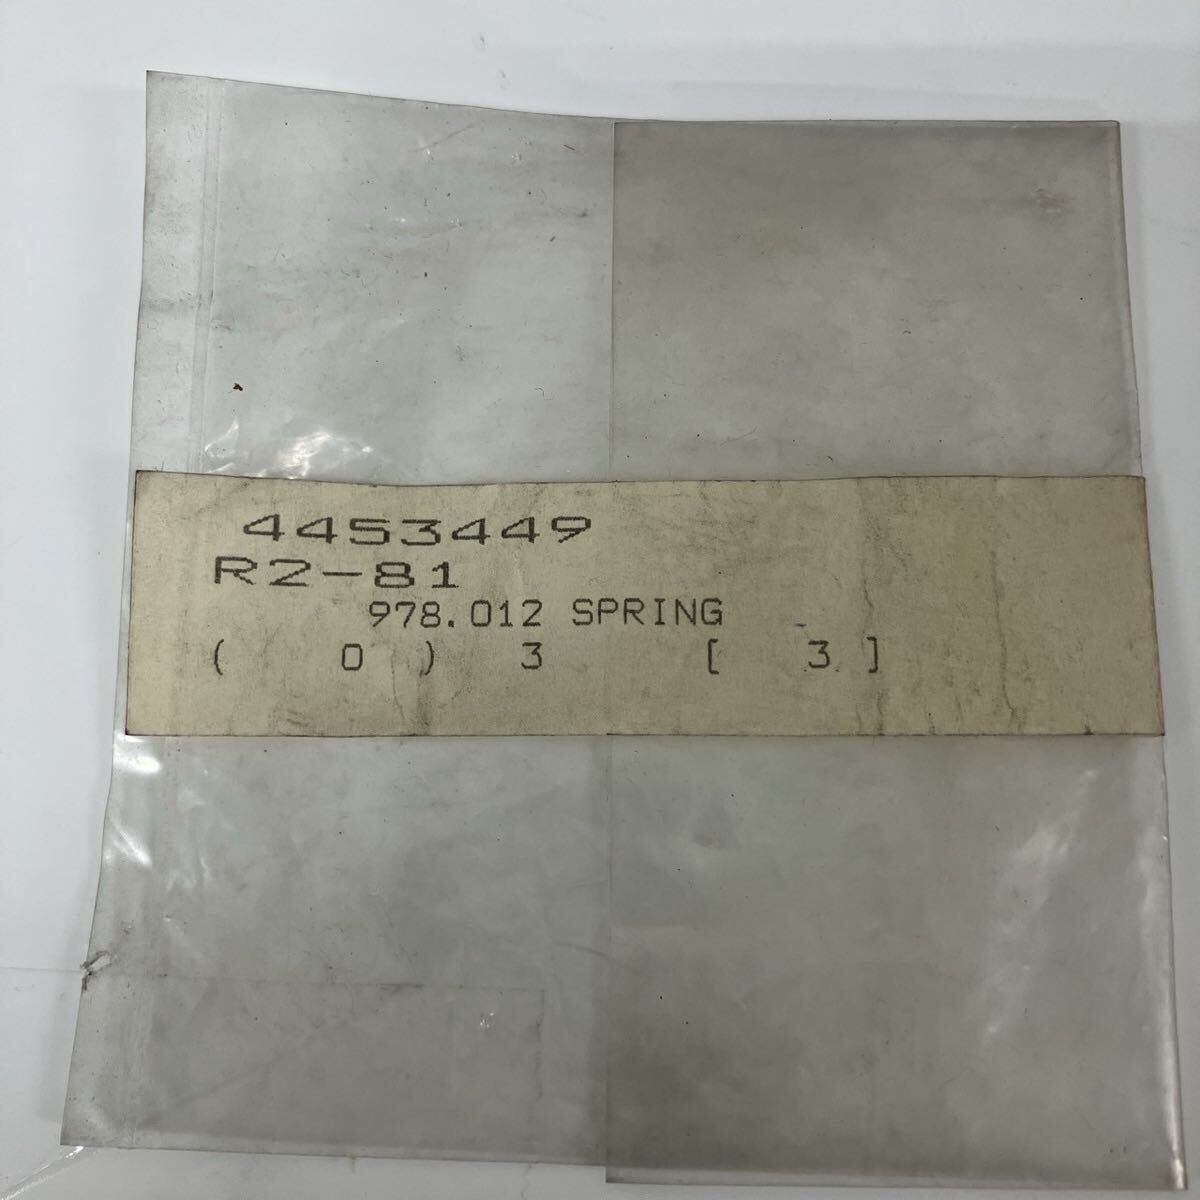 4453449
R2-81
978.012 SPRING
( 0 ) 3 [ 3 ]